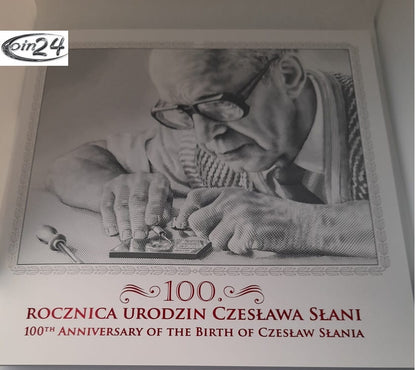 Coin24
100.
ROCZNICA URODZIN CZESŁAWA SŁANI
100TH ANNIVERSARY OF THE BIRTH OF CZESŁAW SŁANIA